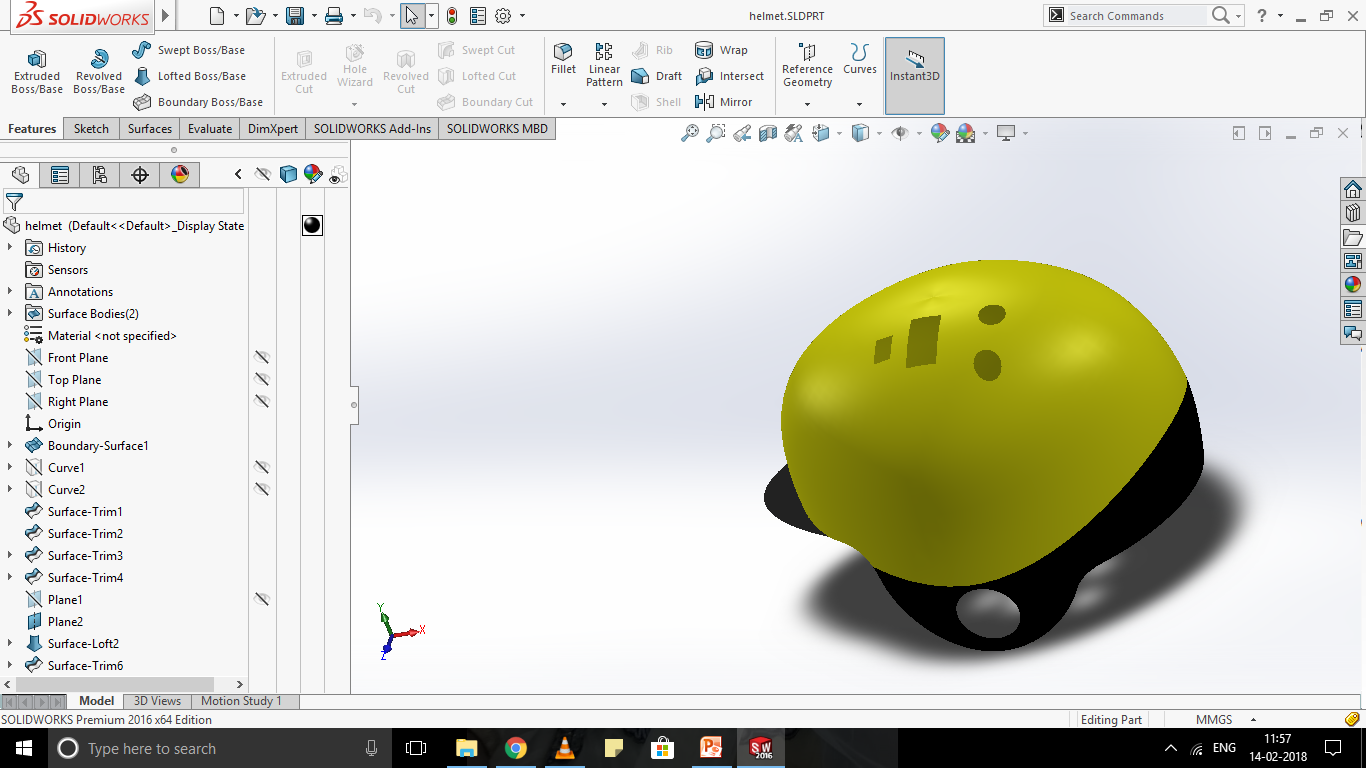 SOLIDWORKS
helmet.SLDPRT
Search Commands
?
Extruded Boss/Base
Revolved Boss/Base
Swept Boss/Base
Lofted Boss/Base
Boundary Boss/Base
Extruded Cut
Hole Wizard
Revolved Cut
Swept Cut
Lofted Cut
Boundary Cut
Fillet
Linear Pattern
Rib
Draft
Shell
Wrap
Intersect
Mirror
Reference Geometry
Curves
Instant3D
Features
Sketch
Surfaces
Evaluate
DimXpert
SOLIDWORKS Add-Ins
SOLIDWORKS MBD
helmet (Default<<Default>_Display State
History
Sensors
Annotations
Surface Bodies(2)
Material <not specified>
Front Plane
Top Plane
Right Plane
Origin
Boundary-Surface1
Curve1
Curve2
Surface-Trim1
Surface-Trim2
Surface-Trim3
Surface-Trim4
Plane1
Plane2
Surface-Loft2
Surface-Trim6
Y
X
Z
Model
3D Views
Motion Study 1
SOLIDWORKS Premium 2016 x64 Edition
Editing Part
MMGS
Type here to search
SW 2016
ENG
11:57
14-02-2018